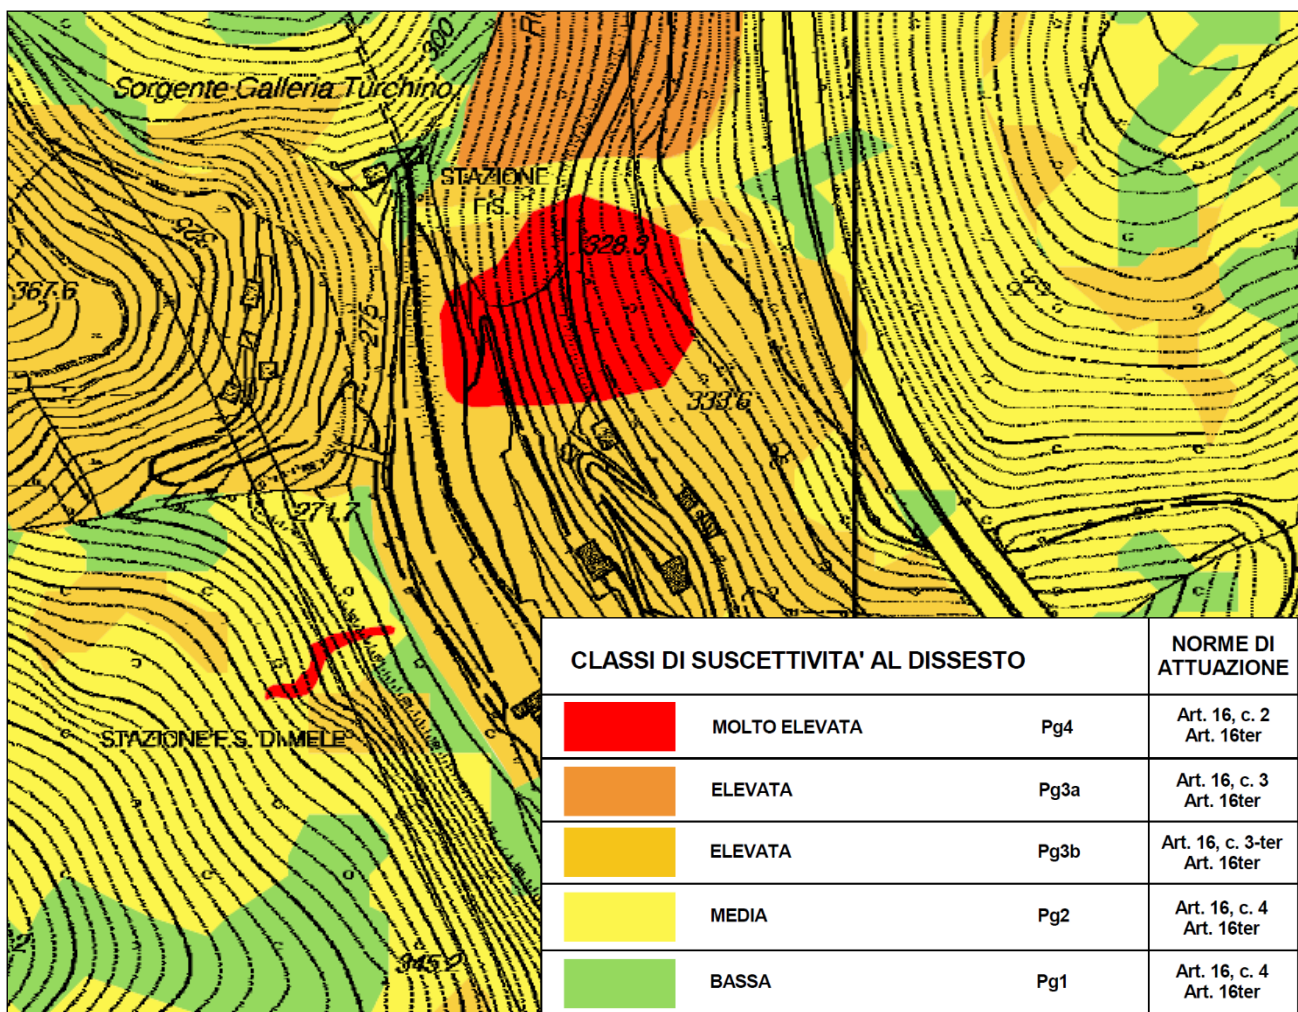 300
Sorgente Galleria Turchino
STAZIONE
F.S.
325
328.3
367.6
275
333.6
271.7
STAZIONE F.S. DI MELE
345.2
CLASSI DI SUSCETTIVITA' AL DISSESTO
NORME DI
ATTUAZIONE
MOLTO ELEVATA Pg4
Art. 16, c. 2
Art. 16ter
ELEVATA Pg3a
Art. 16, c. 3
Art. 16ter
ELEVATA Pg3b
Art. 16, c. 3-ter
Art. 16ter
MEDIA Pg2
Art. 16, c. 4
Art. 16ter
BASSA Pg1
Art. 16, c. 4
Art. 16ter